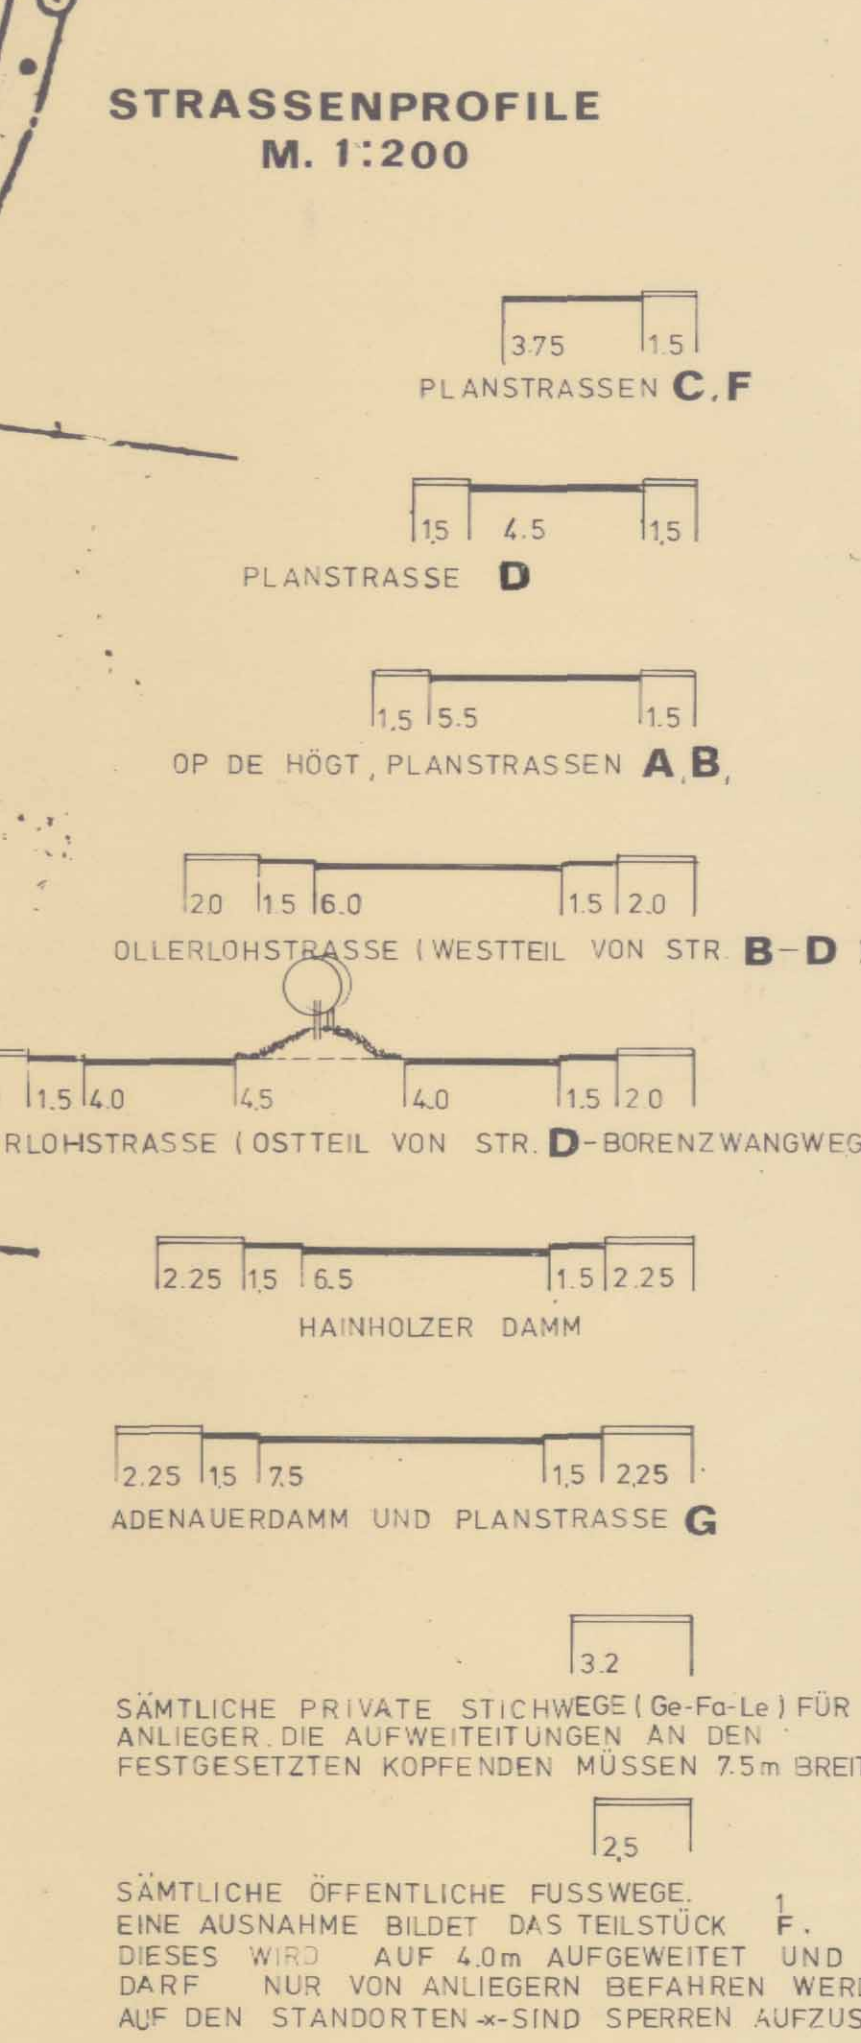 STRASSENPROFILE
M. 1:200
3.75 1.5
PLANSTRASSEN C, F
1,5 4.5 1,5
PLANSTRASSE D
1,5 5.5 1.5
OP DE HÖGT, PLANSTRASSEN A, B,
2.0 1.5 6.0 1.5 2.0
OLLERLOHSTRASSE (WESTTEIL VON STR. B-D
1.5 4.0 4,5 4.0 1.5 2.0
RLOHSTRASSE (OSTTEIL VON STR. D-BORENZWANGWEG
2.25 1,5 6.5 1.5 2.25
HAINHOLZER DAMM
2.25 1,5 7.5 1,5 2,25
ADENAUERDAMM UND PLANSTRASSE G
3.2
SÄMTLICHE PRIVATE STICHWEGE (Ge-Fa-Le) FÜR
ANLIEGER. DIE AUFWEITEITUNGEN AN DEN
FESTGESETZTEN KOPFENDEN MÜSSEN 7.5m BREIT
2,5
SÄMTLICHE ÖFFENTLICHE FUSSWEGE.
EINE AUSNAHME BILDET DAS TEILSTÜCK 1 F.
DIESES WIRD AUF 4.0m AUFGEWEITET UND
DARF NUR VON ANLIEGERN BEFAHREN WER
AUF DEN STANDORTEN -x- SIND SPERREN AUFZUS